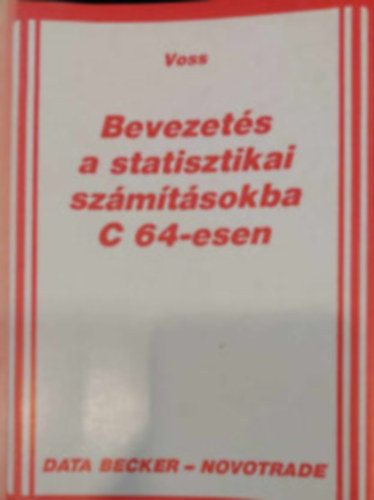 Voss
Bevezetés
a statisztikai
számításokba
C 64-esen
DATA BECKER – NOVOTRADE